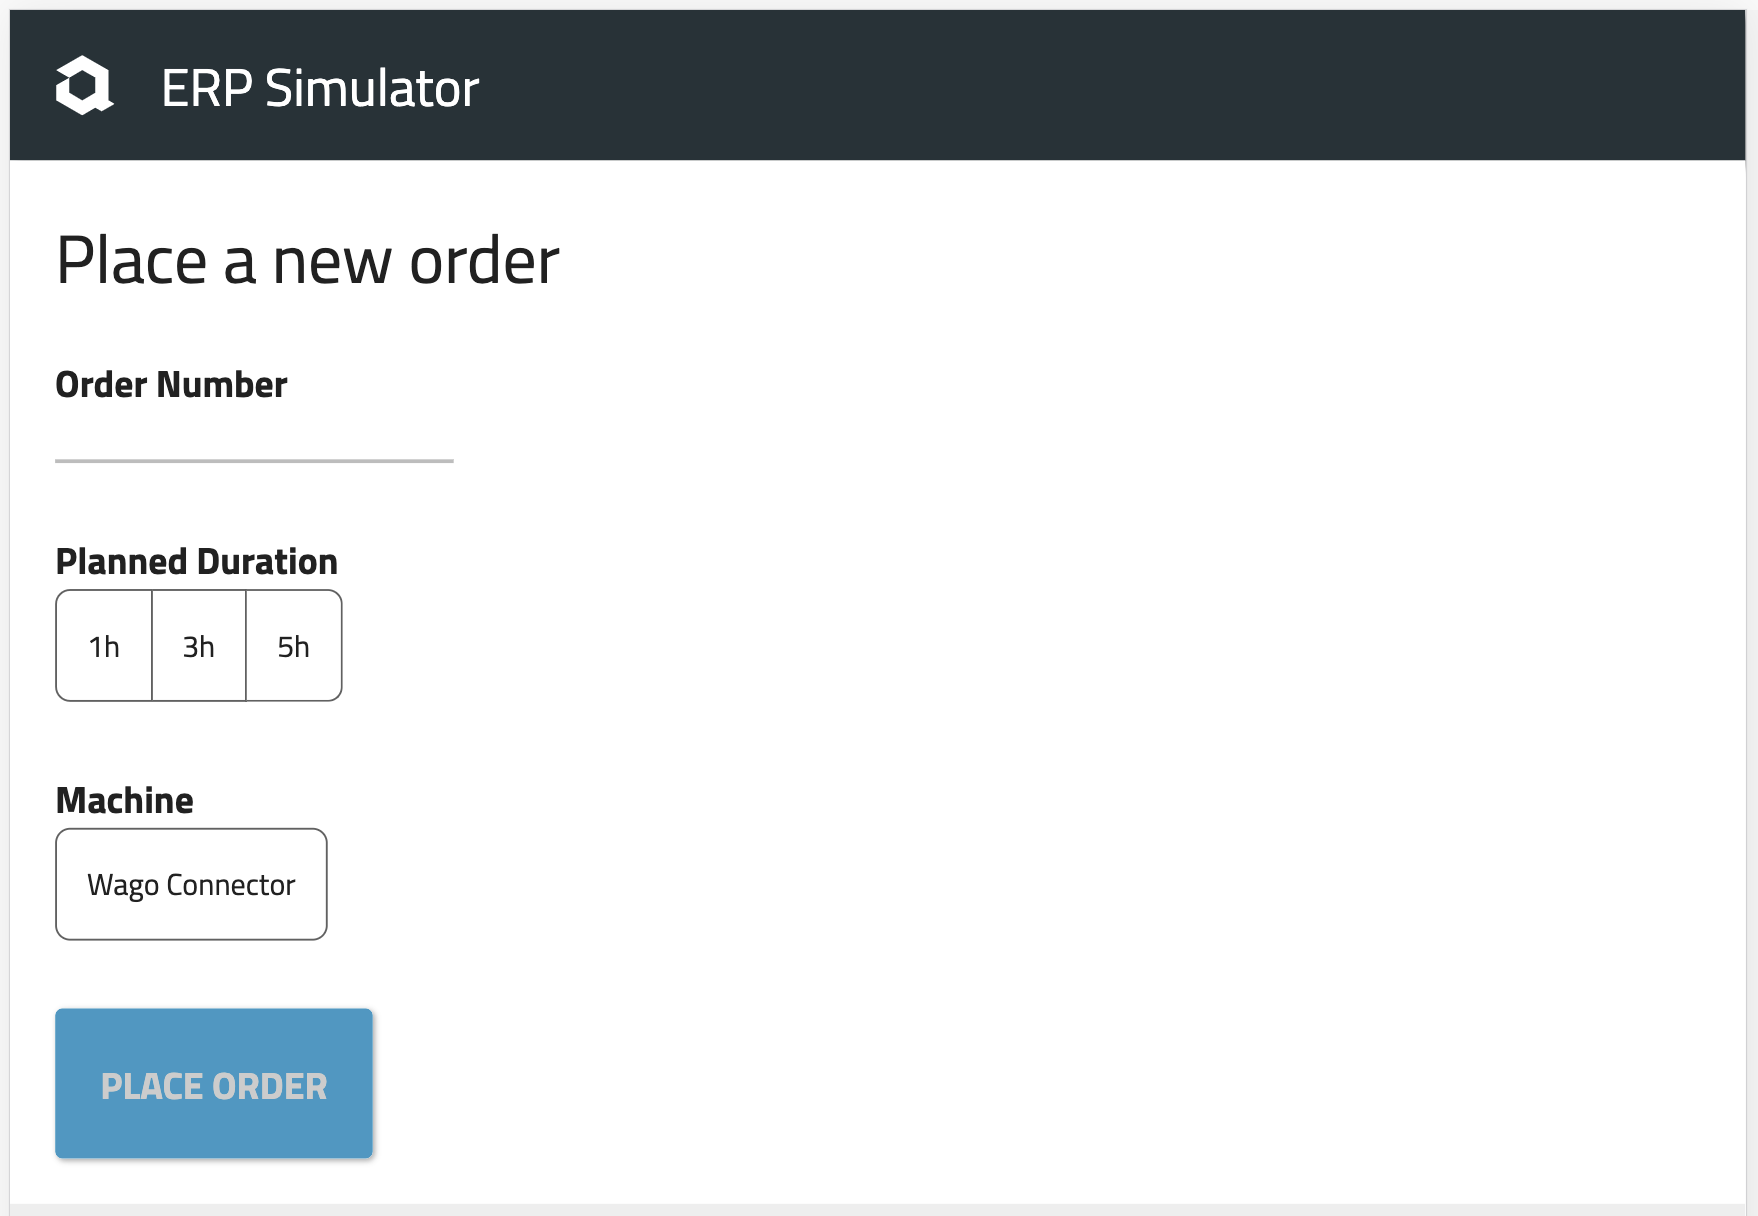 ERP Simulator
Place a new order
Order Number
Planned Duration
1h 3h 5h
Machine
Wago Connector
PLACE ORDER